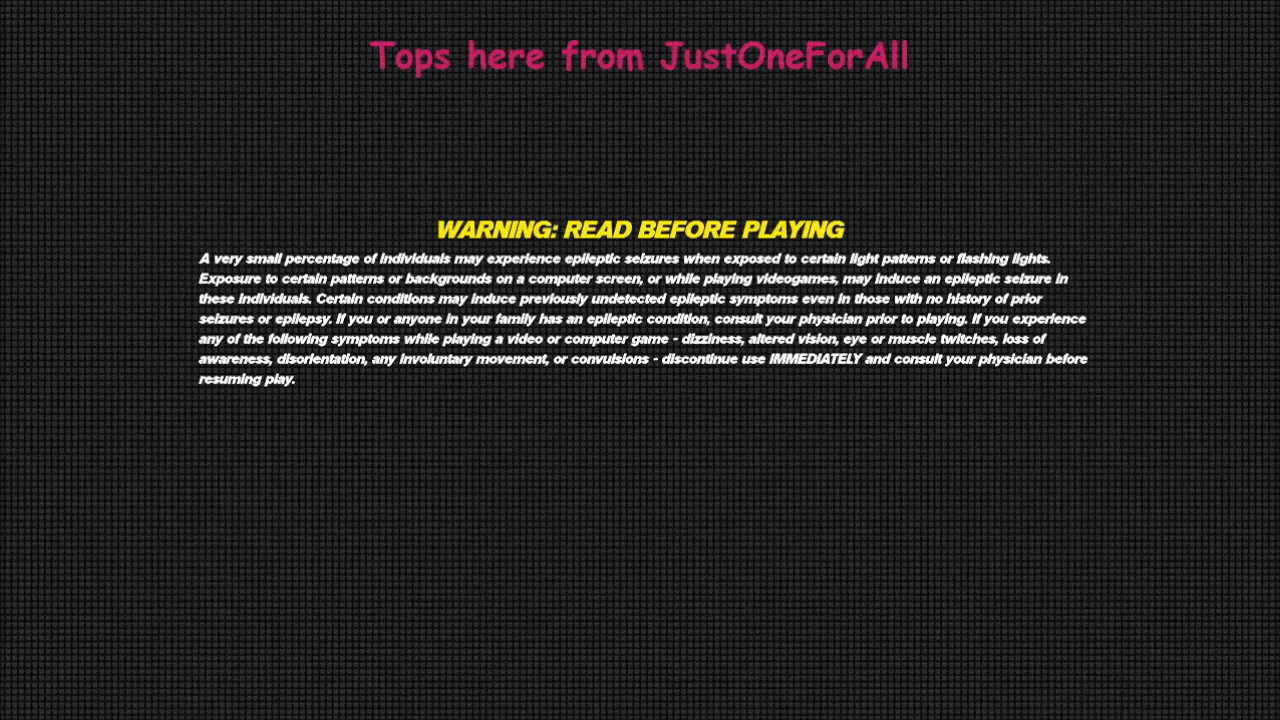 Tops here from JustOneForAll
WARNING: READ BEFORE PLAYING
A very small percentage of individuals may experience epileptic seizures when exposed to certain light patterns or flashing lights.
Exposure to certain patterns or backgrounds on a computer screen, or while playing videogames, may induce an epileptic seizure in
these individuals. Certain conditions may induce previously undetected epileptic symptoms even in those with no history of prior
seizures or epilepsy. If you or anyone in your family has an epileptic condition, consult your physician prior to playing. If you experience
any of the following symptoms while playing a video or computer game - dizziness, altered vision, eye or muscle twitches, loss of
awareness, disorientation, any involuntary movement, or convulsions - discontinue use IMMEDIATELY and consult your physician before
resuming play.